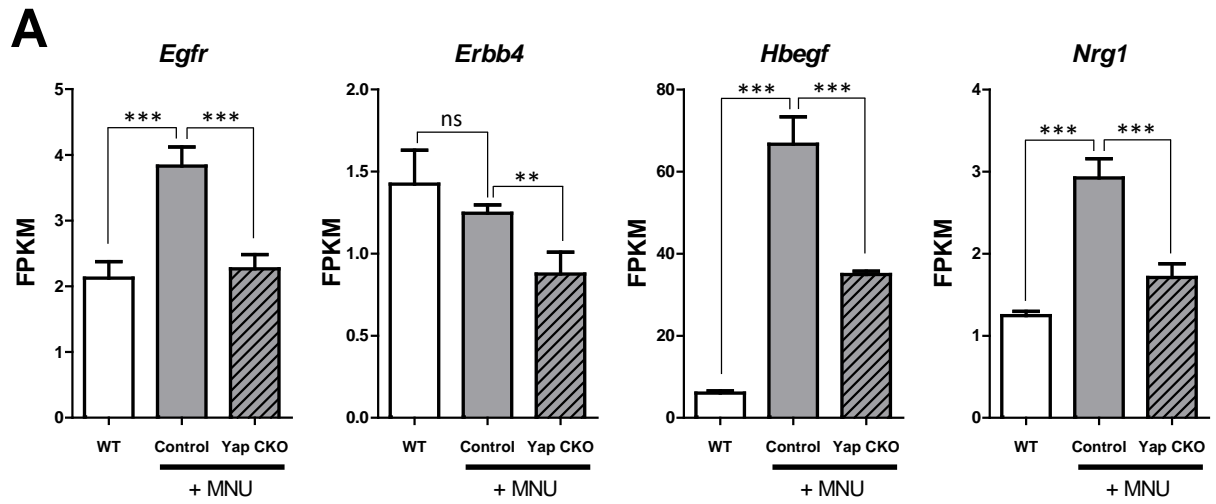 A
Egfr
FPKM
5
4
3
2
1
0
***
***
WT
Control
Yap CKO
+ MNU
Erbb4
FPKM
2.0
1.5
1.0
0.5
0.0
ns
**
WT
Control
Yap CKO
+ MNU
Hbegf
FPKM
80
60
40
20
0
***
***
WT
Control
Yap CKO
+ MNU
Nrg1
FPKM
4
3
2
1
0
***
***
WT
Control
Yap CKO
+ MNU